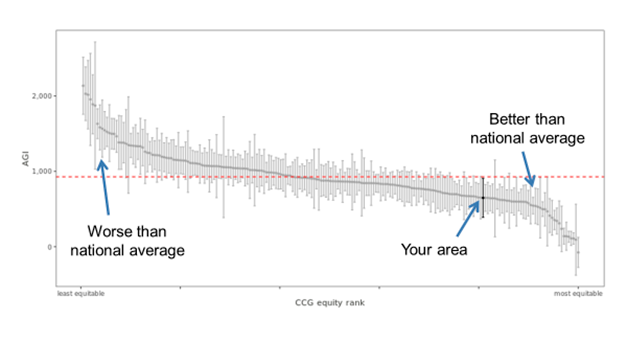 Better than
national average
2,000
AGI
1,000
Worse than
national average
Your area
0
least equitable
most equitable
CCG equity rank